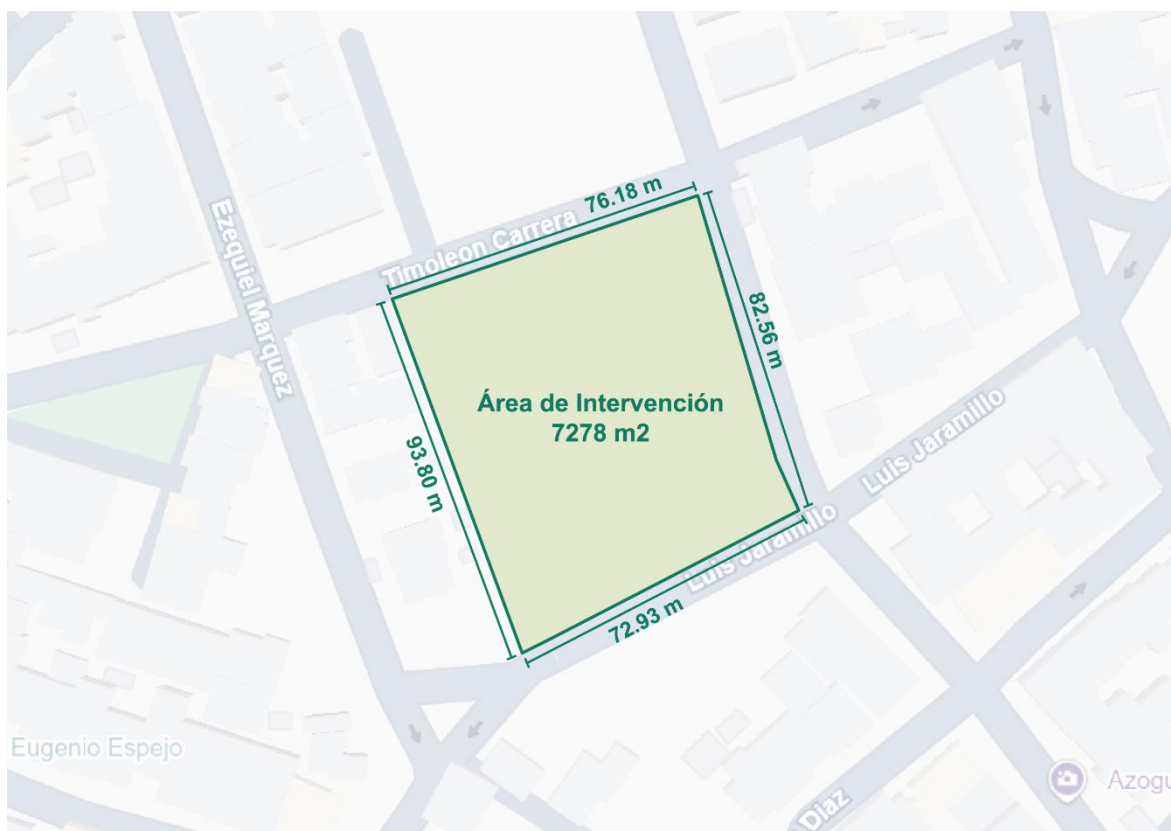 76.18 m
Timoleon Carrera
Ezequiel Marquez
82.56 m
Área de Intervención
7278 m2
93.80 m
Luis Jaramillo
Luis Jaramillo
72.93 m
Eugenio Espejo
Azogu
Diaz